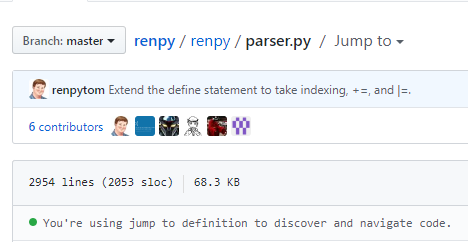 Branch: master renpy / renpy / parser.py / Jump to
renpytom Extend the define statement to take indexing, +=, and |=.
6 contributors
2954 lines (2053 sloc) 68.3 KB
You're using jump to definition to discover and navigate code.